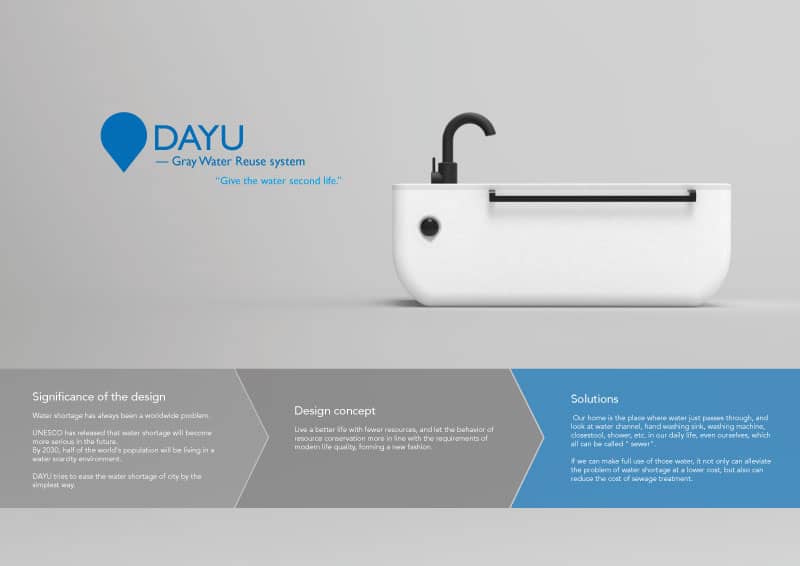 DAYU
— Gray Water Reuse system
“Give the water second life.”
Significance of the design
Water shortage has always been a worldwide problem.
UNESCO has released that water shortage will become
more serious in the future.
By 2030, half of the world's population will be living in a
water scarcity environment.
DAYU tries to ease the water shortage of city by the
simplest way.
Design concept
Live a better life with fewer resources, and let the behavior of
resource conservation more in line with the requirements of
modern life quality, forming a new fashion.
Solutions
Our home is the place where water just passes through, and
look at water channel, hand washing sink, washing machine,
closestool, shower, etc. in our daily life, even ourselves, which
all can be called " sewer".
If we can make full use of those water, it not only can alleviate
the problem of water shortage at a lower cost, but also can
reduce the cost of sewage treatment.